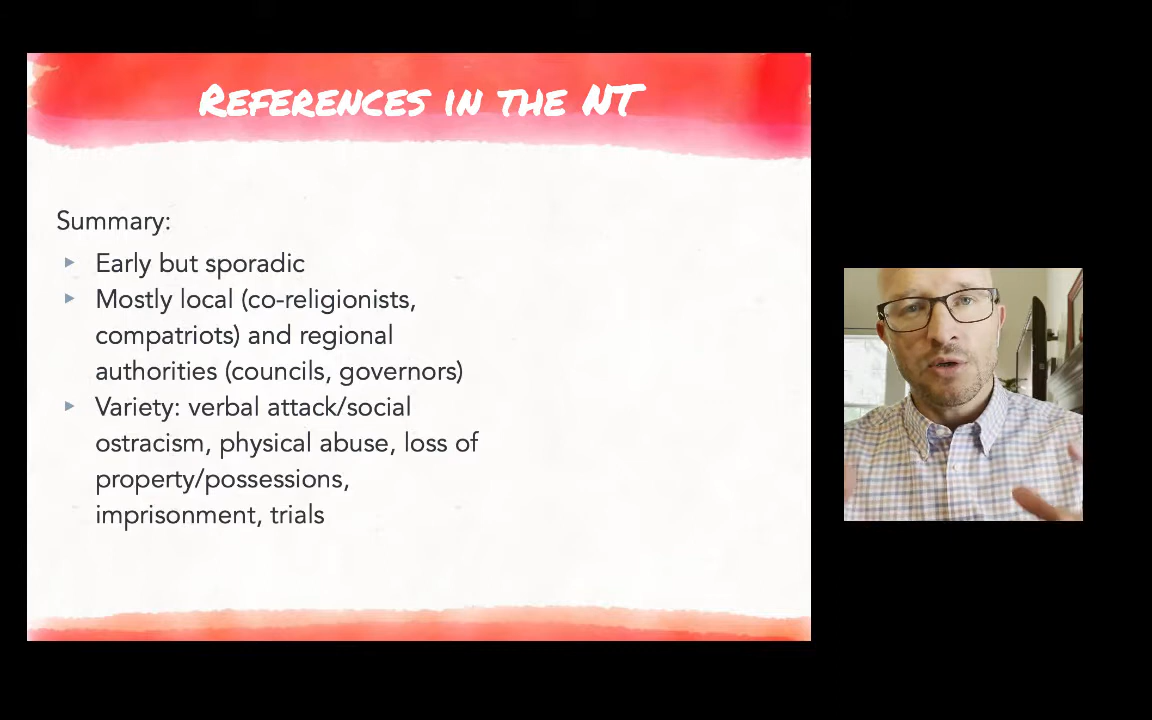 References in the NT
Summary:
Early but sporadic
Mostly local (co-religionists,
compatriots) and regional
authorities (councils, governors)
Variety: verbal attack/social
ostracism, physical abuse, loss of
property/possessions,
imprisonment, trials